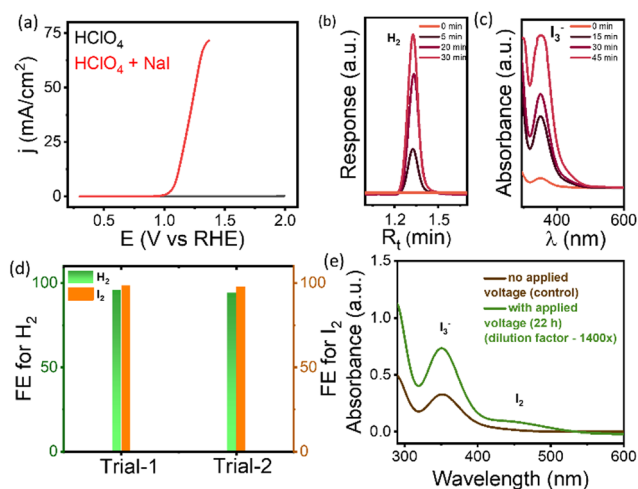 (a)
HClO₄
HClO₄ + NaI
j (mA/cm²)
75
50
25
0
0.5
1.0
1.5
2.0
E (V vs RHE)
(b)
H₂
0 min
5 min
20 min
30 min
Response (a.u.)
1.2
1.6
Rₜ (min)
(c)
I₃⁻
0 min
15 min
30 min
45 min
Absorbance (a.u.)
400
600
λ (nm)
(d)
H₂
I₂
FE for H₂
100
50
0
Trial-1
Trial-2
100
50
0
FE for I₂
(e)
no applied
voltage (control)
with applied
voltage (22 h)
(dilution factor - 1400x)
I₃⁻
I₂
Absorbance (a.u.)
1.5
1.0
0.5
0.0
300
400
500
600
Wavelength (nm)